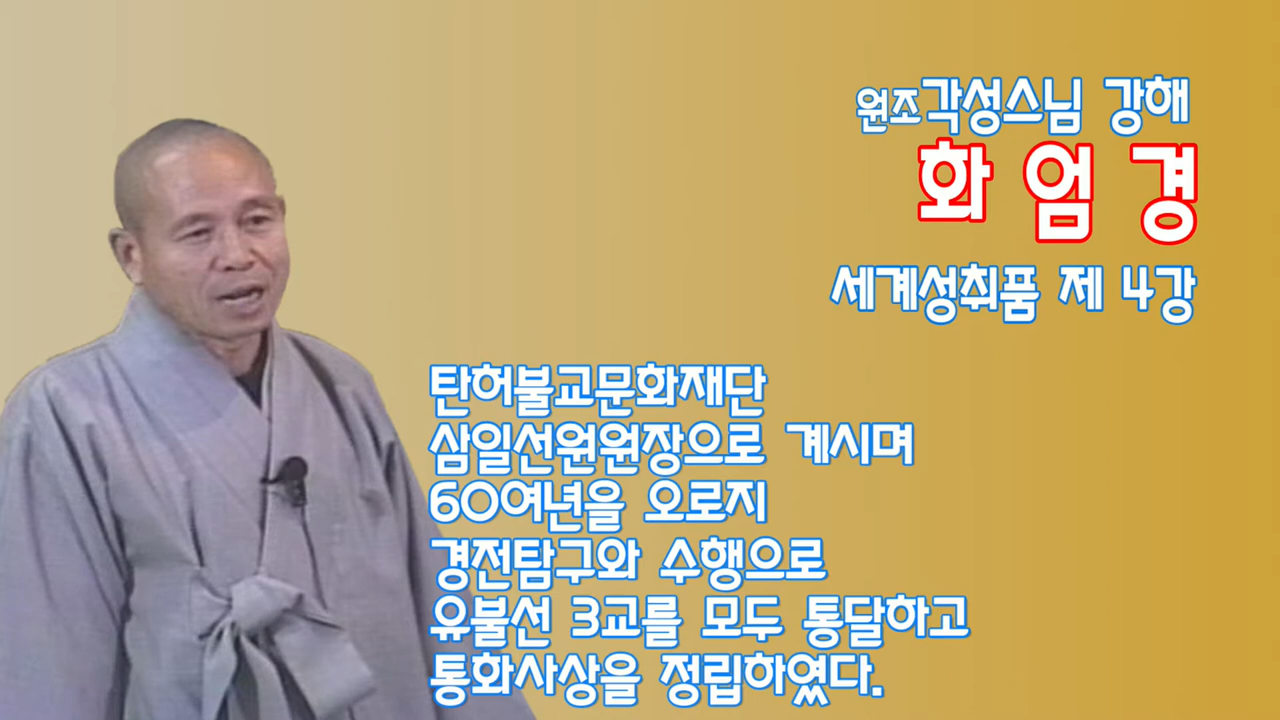 원조각성스님 강해
화엄경
세계성취품 제 4강
탄허불교문화재단
삼일선원원장으로 계시며
60여년을 오로지
경전탐구와 수행으로
유불선 3교를 모두 통달하고
통화사상을 정립하였다.